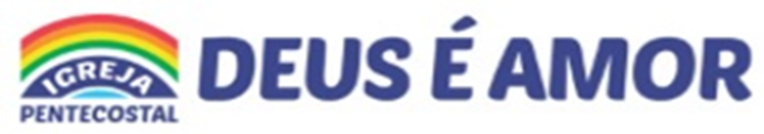 IGREJA
PENTECOSTAL
DEUS É AMOR